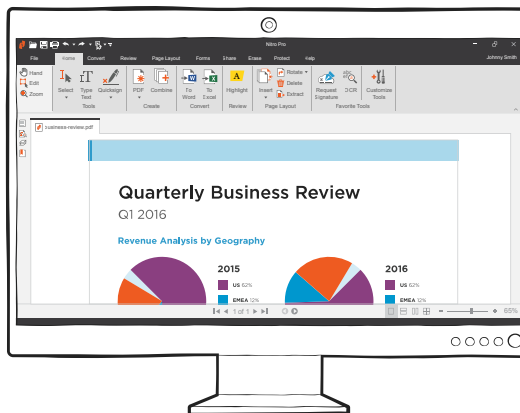 Nitro Pro
File Home Convert Review Page Layout Forms Share Erase Protect Help Johnny Smith
Hand
Edit
Zoom
Select
Type Text
Quicksign
Tools
PDF
Combine
Create
To Word
To Excel
Convert
Highlight
Review
Insert
Rotate
Delete
Extract
Page Layout
Request Signature
OCR
Customize Tools
Favorite Tools
business-review.pdf
Quarterly Business Review
Q1 2016
Revenue Analysis by Geography
2015
US 62%
EMEA 12%
2016
US 62%
EMEA 12%
1 of 1
65%